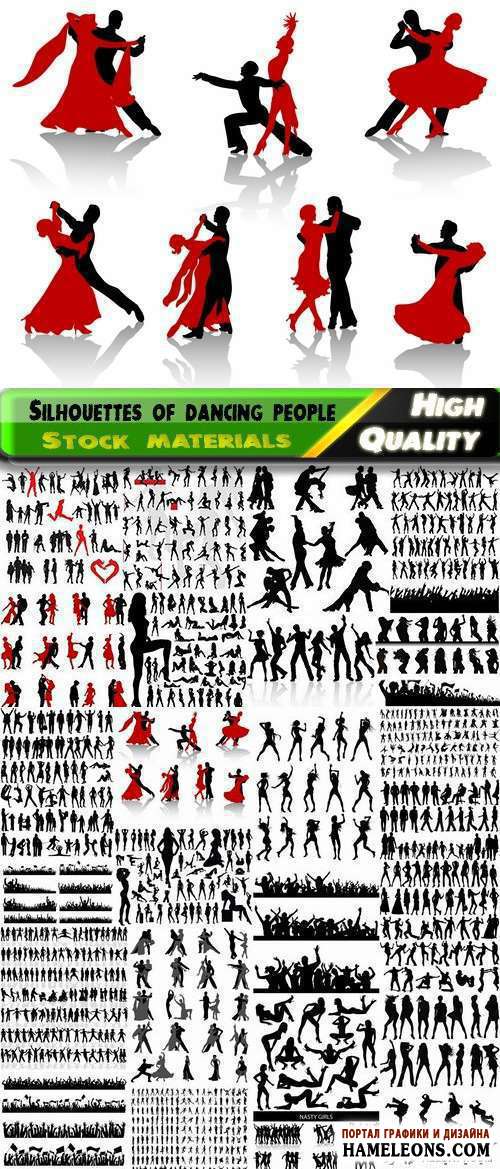 Silhouettes of dancing people
Stock materials
High
Quality
NASTY GIRLS
ПОРТАЛ ГРАФИКИ И ДИЗАЙНА
HAMELEONS.COM